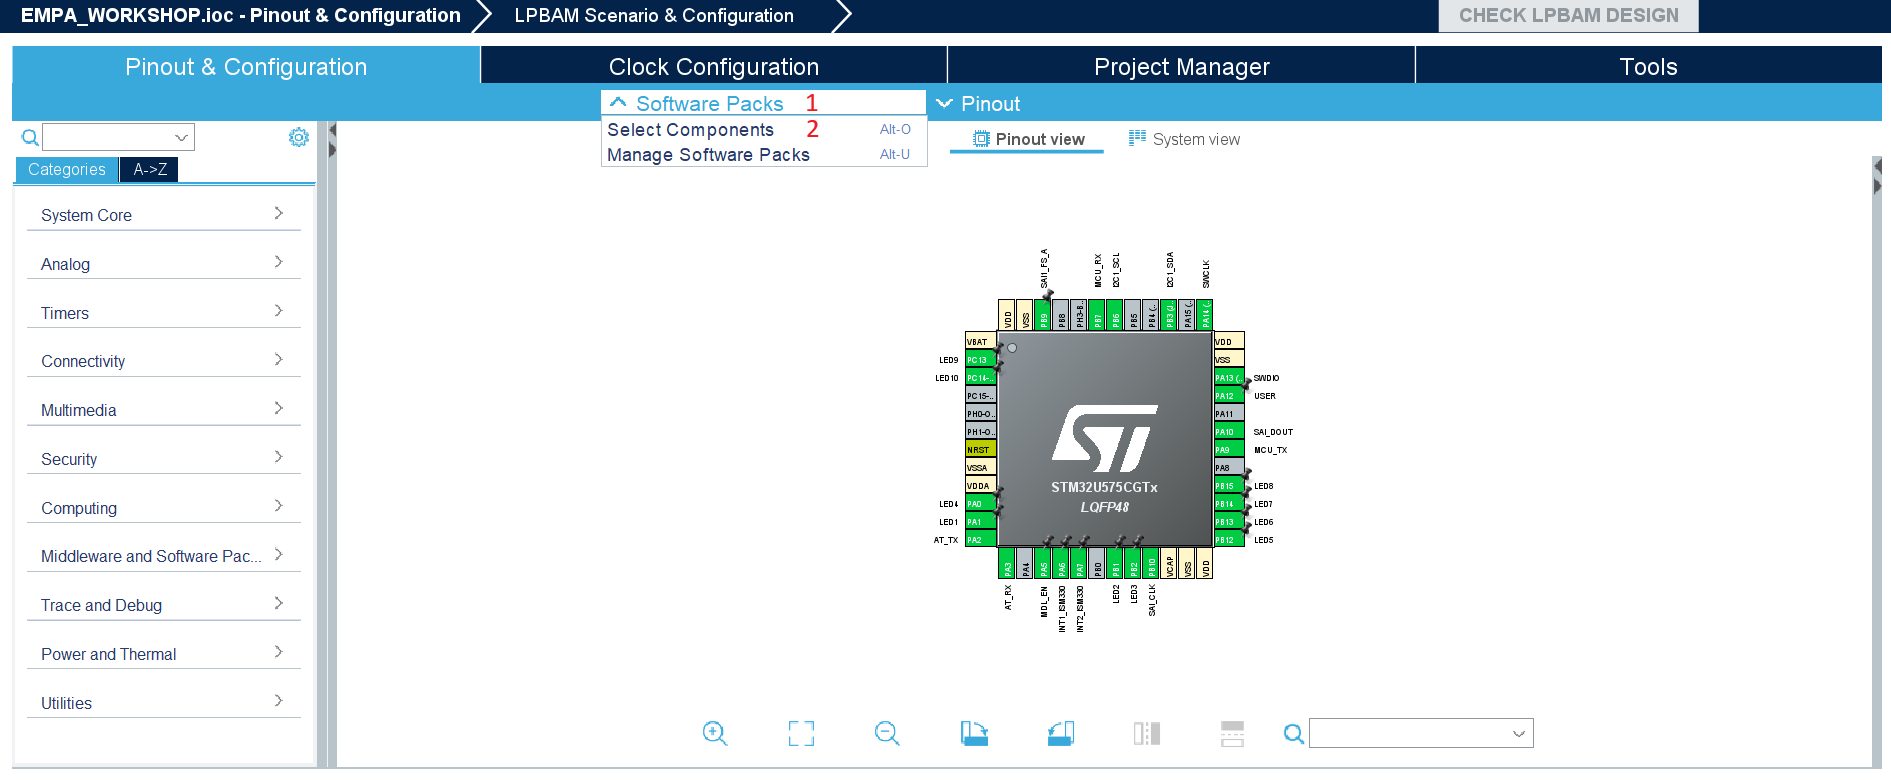 EMPA_WORKSHOP.ioc - Pinout & Configuration
LPBAM Scenario & Configuration
CHECK LPBAM DESIGN
Pinout & Configuration
Clock Configuration
Project Manager
Tools
Software Packs 1
Pinout
Select Components 2 Alt-O
Manage Software Packs Alt-U
Pinout view
System view
Categories
A->Z
System Core
Analog
Timers
Connectivity
Multimedia
Security
Computing
Middleware and Software Pac...
Trace and Debug
Power and Thermal
Utilities
SAI1_FS_A
MCU_RX
I2C1_SCL
I2C1_SDA
SWCLK
VDD
VSS
PB9
PB8
PH3-B..
PB7
PB6
PB5
PB4 (..
PB3 (J..
PA15 (..
PA14 (..
VBAT
LED9 PC13
LED10 PC14-..
PC15-..
PH0-O..
PH1-O..
NRST
VSSA
VDDA
LED4 PA0
LED1 PA1
AT_TX PA2
VDD
VSS
PA13 (.. SWDIO
PA12 USER
PA11
PA10 SAI_DOUT
PA9 MCU_TX
PA8
PB15 LED8
PB14 LED7
PB13 LED6
PB12 LED5
ST
STM32U575CGTx
LQFP48
PA3
PA4
PA5
PA6
PA7
PB0
PB1
PB2
PB10
VCAP
VSS
VDD
AT_RX
MDL_EN
INT1_ISM330
INT2_ISM330
LED2
LED3
SAI_CLK